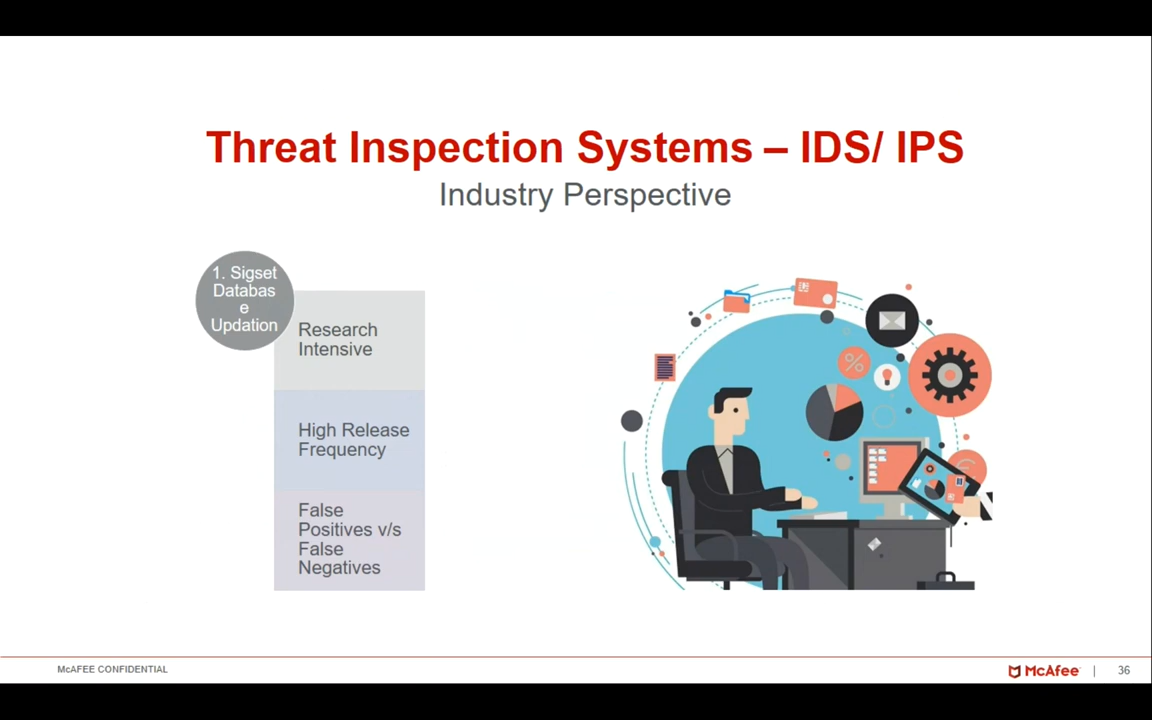 Threat Inspection Systems – IDS/ IPS
Industry Perspective
1. Sigset
Databas
e
Updation
Research
Intensive
High Release
Frequency
False
Positives v/s
False
Negatives
McAFEE CONFIDENTIAL
McAfee | 36